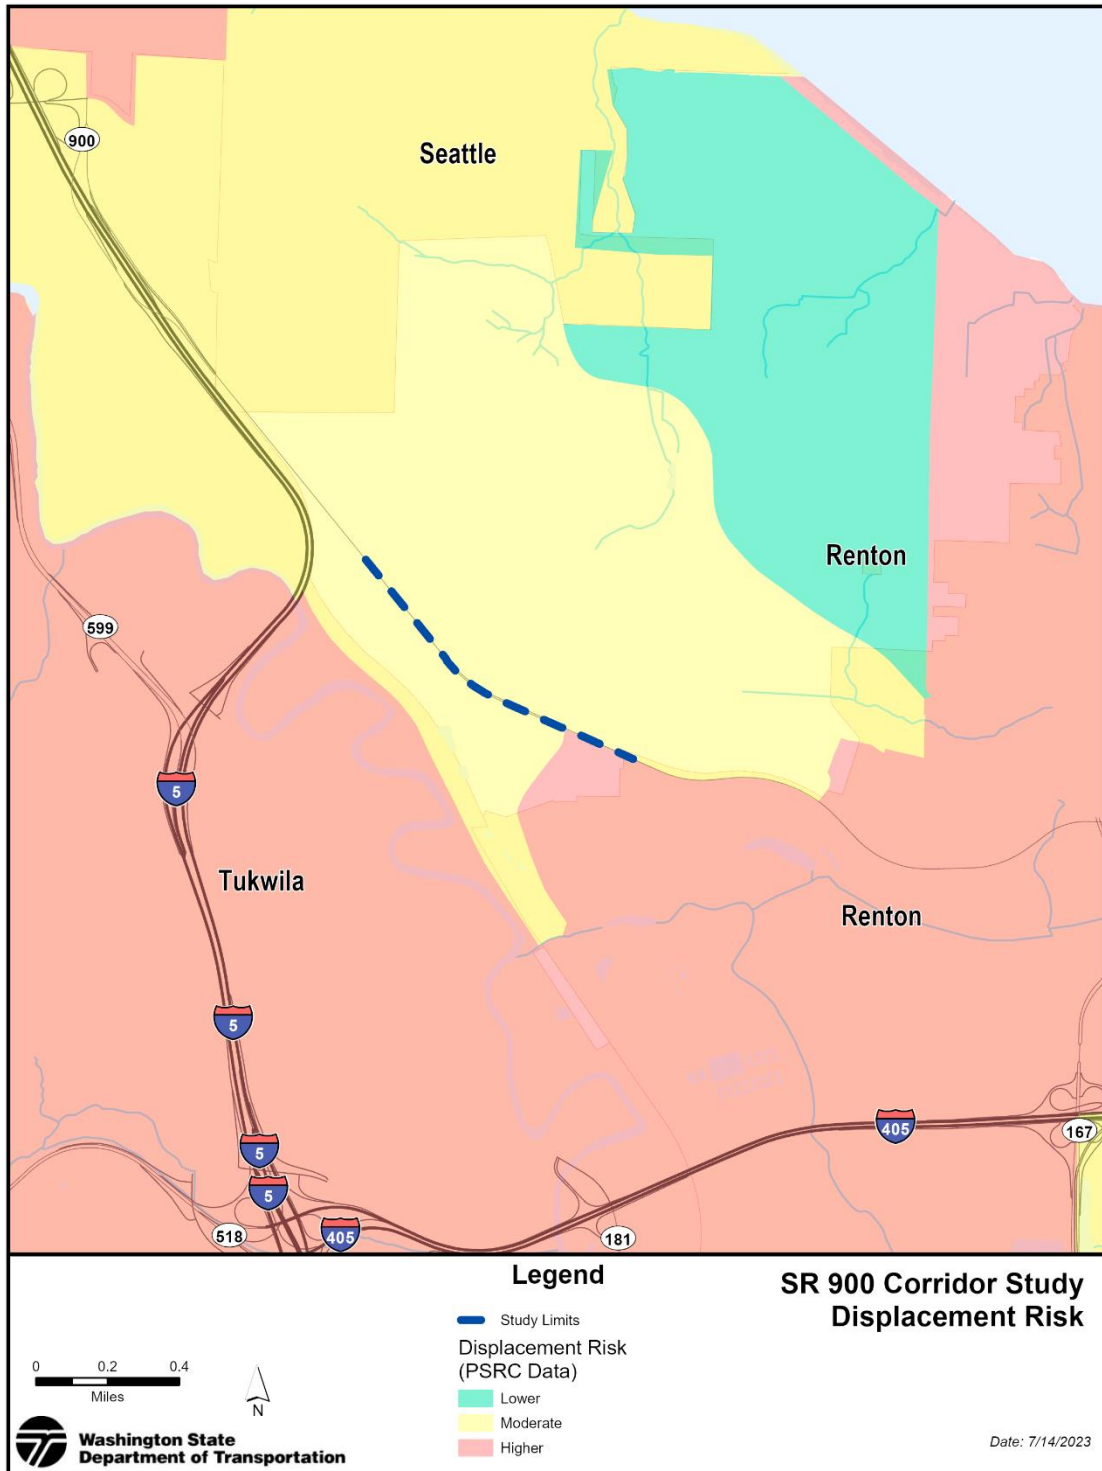 900
Seattle
Renton
599
5
Tukwila
Renton
5
405
167
5
5
518
405
181
Legend
Study Limits
Displacement Risk
(PSRC Data)
Lower
Moderate
Higher
SR 900 Corridor Study
Displacement Risk
0 0.2 0.4
Miles
N
Washington State
Department of Transportation
Date: 7/14/2023